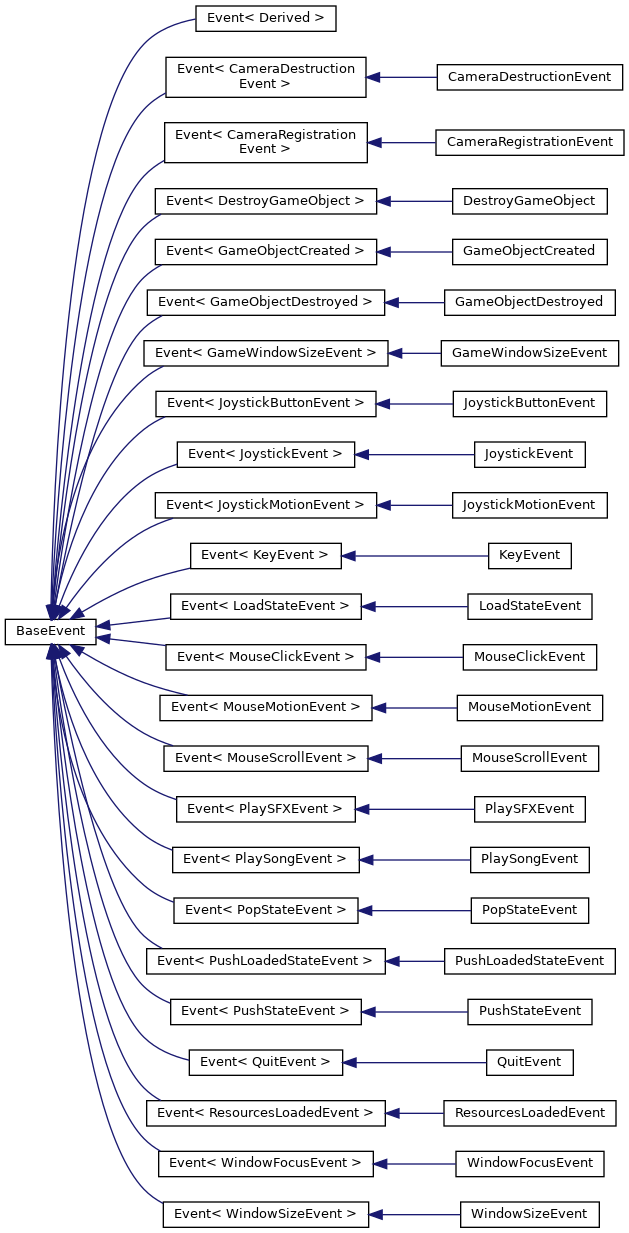 Event< Derived >
Event< CameraDestruction
Event >
CameraDestructionEvent
Event< CameraRegistration
Event >
CameraRegistrationEvent
Event< DestroyGameObject >
DestroyGameObject
Event< GameObjectCreated >
GameObjectCreated
Event< GameObjectDestroyed >
GameObjectDestroyed
Event< GameWindowSizeEvent >
GameWindowSizeEvent
Event< JoystickButtonEvent >
JoystickButtonEvent
Event< JoystickEvent >
JoystickEvent
Event< JoystickMotionEvent >
JoystickMotionEvent
Event< KeyEvent >
KeyEvent
Event< LoadStateEvent >
LoadStateEvent
BaseEvent
Event< MouseClickEvent >
MouseClickEvent
Event< MouseMotionEvent >
MouseMotionEvent
Event< MouseScrollEvent >
MouseScrollEvent
Event< PlaySFXEvent >
PlaySFXEvent
Event< PlaySongEvent >
PlaySongEvent
Event< PopStateEvent >
PopStateEvent
Event< PushLoadedStateEvent >
PushLoadedStateEvent
Event< PushStateEvent >
PushStateEvent
Event< QuitEvent >
QuitEvent
Event< ResourcesLoadedEvent >
ResourcesLoadedEvent
Event< WindowFocusEvent >
WindowFocusEvent
Event< WindowSizeEvent >
WindowSizeEvent